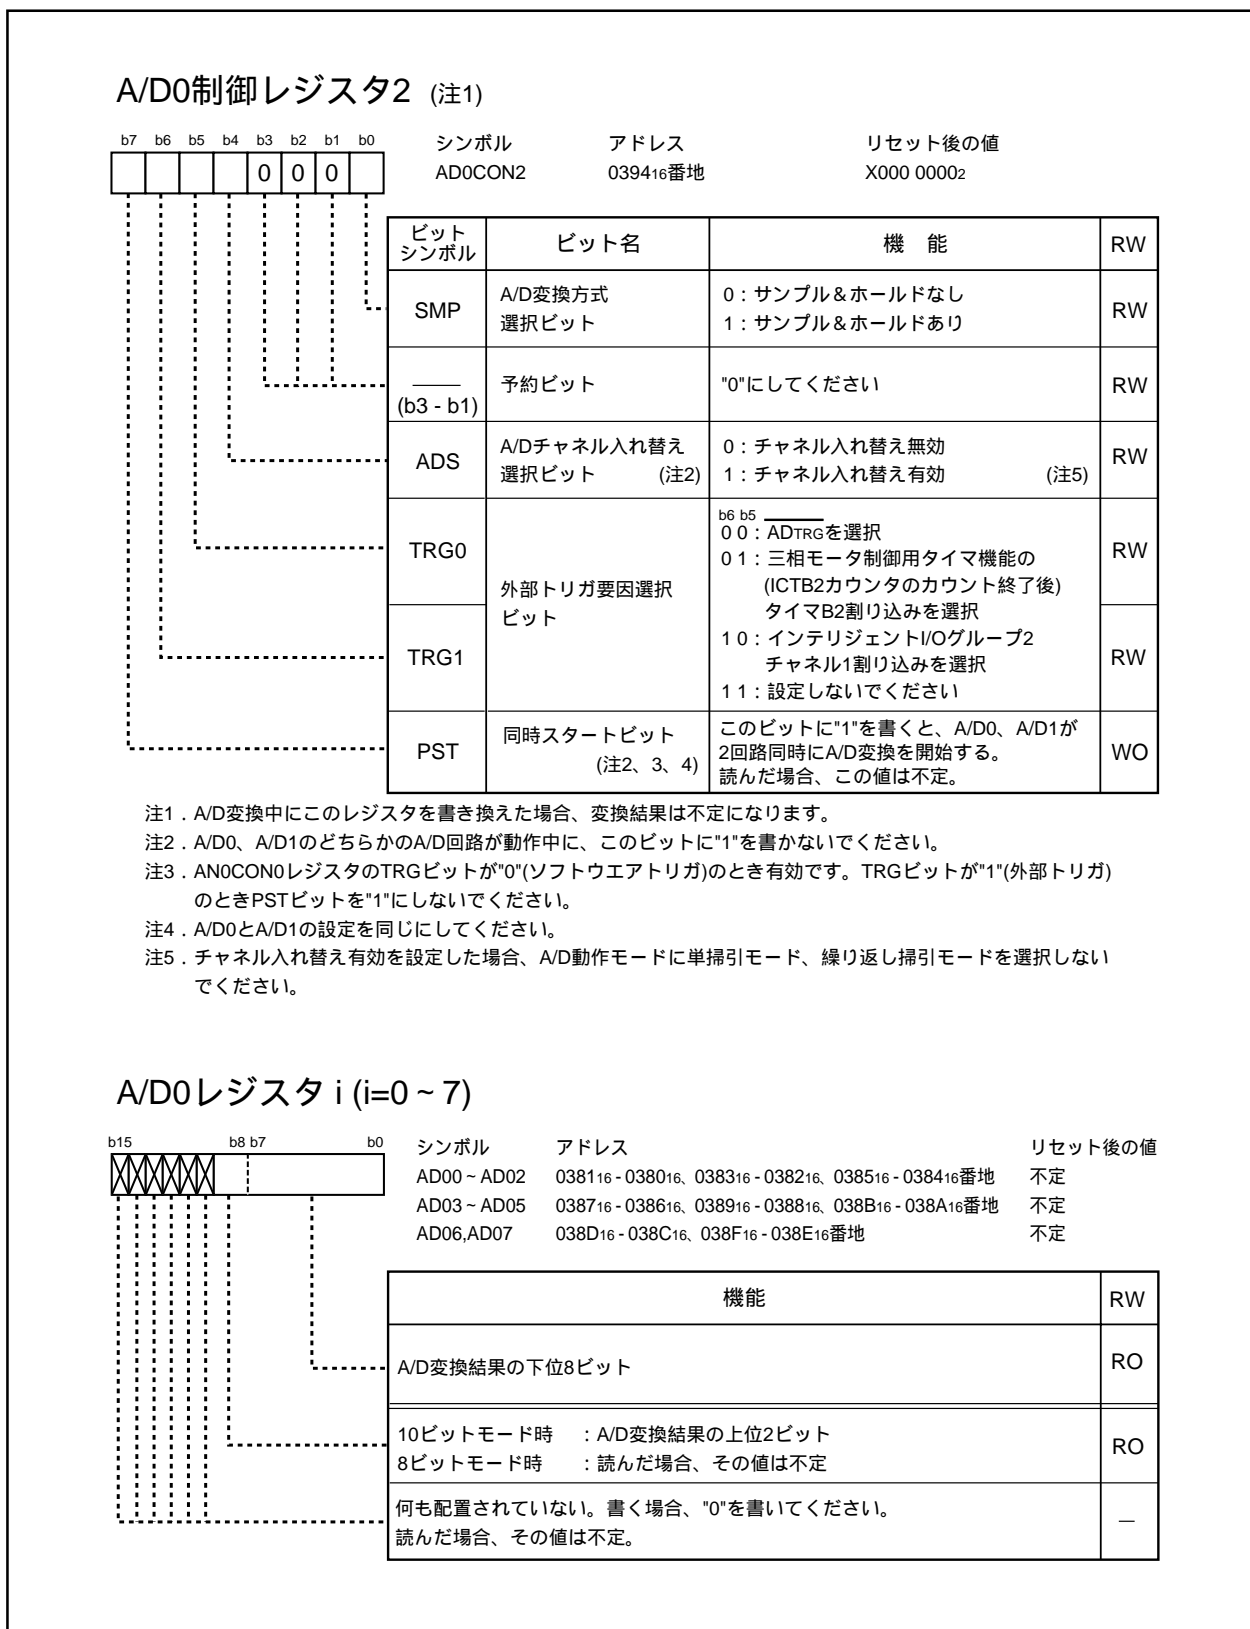 A/D0制御レジスタ2 (注1)
b7 b6 b5 b4 b3 b2 b1 b0
0 0 0
シンボル アドレス リセット後の値
AD0CON2 039416番地 X000 00002
ビットシンボル ビット名 機 能 RW
SMP A/D変換方式 0:サンプル&ホールドなし RW
選択ビット 1:サンプル&ホールドあり
(b3 - b1) 予約ビット "0"にしてください RW
ADS A/Dチャネル入れ替え 0:チャネル入れ替え無効 RW
選択ビット (注2) 1:チャネル入れ替え有効 (注5)
b6 b5
TRG0 外部トリガ要因選択ビット 0 0:ADTRGを選択 RW
0 1:三相モータ制御用タイマ機能の
(ICTB2カウンタのカウント終了後)
タイマB2割り込みを選択
TRG1 1 0:インテリジェントI/Oグループ2 RW
チャネル1割り込みを選択
1 1:設定しないでください
PST 同時スタートビット このビットに"1"を書くと、A/D0、A/D1が WO
(注2、3、4) 2回路同時にA/D変換を開始する。
読んだ場合、この値は不定。
注1.A/D変換中にこのレジスタを書き換えた場合、変換結果は不定になります。
注2.A/D0、A/D1のどちらかのA/D回路が動作中に、このビットに"1"を書かないでください。
注3.AN0CON0レジスタのTRGビットが"0"(ソフトウエアトリガ)のとき有効です。TRGビットが"1"(外部トリガ)
のときPSTビットを"1"にしないでください。
注4.A/D0とA/D1の設定を同じにしてください。
注5.チャネル入れ替え有効を設定した場合、A/D動作モードに単掃引モード、繰り返し掃引モードを選択しない
でください。
A/D0レジスタ i (i=0~7)
b15 b8 b7 b0
シンボル アドレス リセット後の値
AD00~AD02 038116 - 038016、038316 - 038216、038516 - 038416番地 不定
AD03~AD05 038716 - 038616、038916 - 038816、038B16 - 038A16番地 不定
AD06,AD07 038D16 - 038C16、038F16 - 038E16番地 不定
機能 RW
A/D変換結果の下位8ビット RO
10ビットモード時 :A/D変換結果の上位2ビット RO
8ビットモード時 :読んだ場合、その値は不定
何も配置されていない。書く場合、"0"を書いてください。 —
読んだ場合、その値は不定。